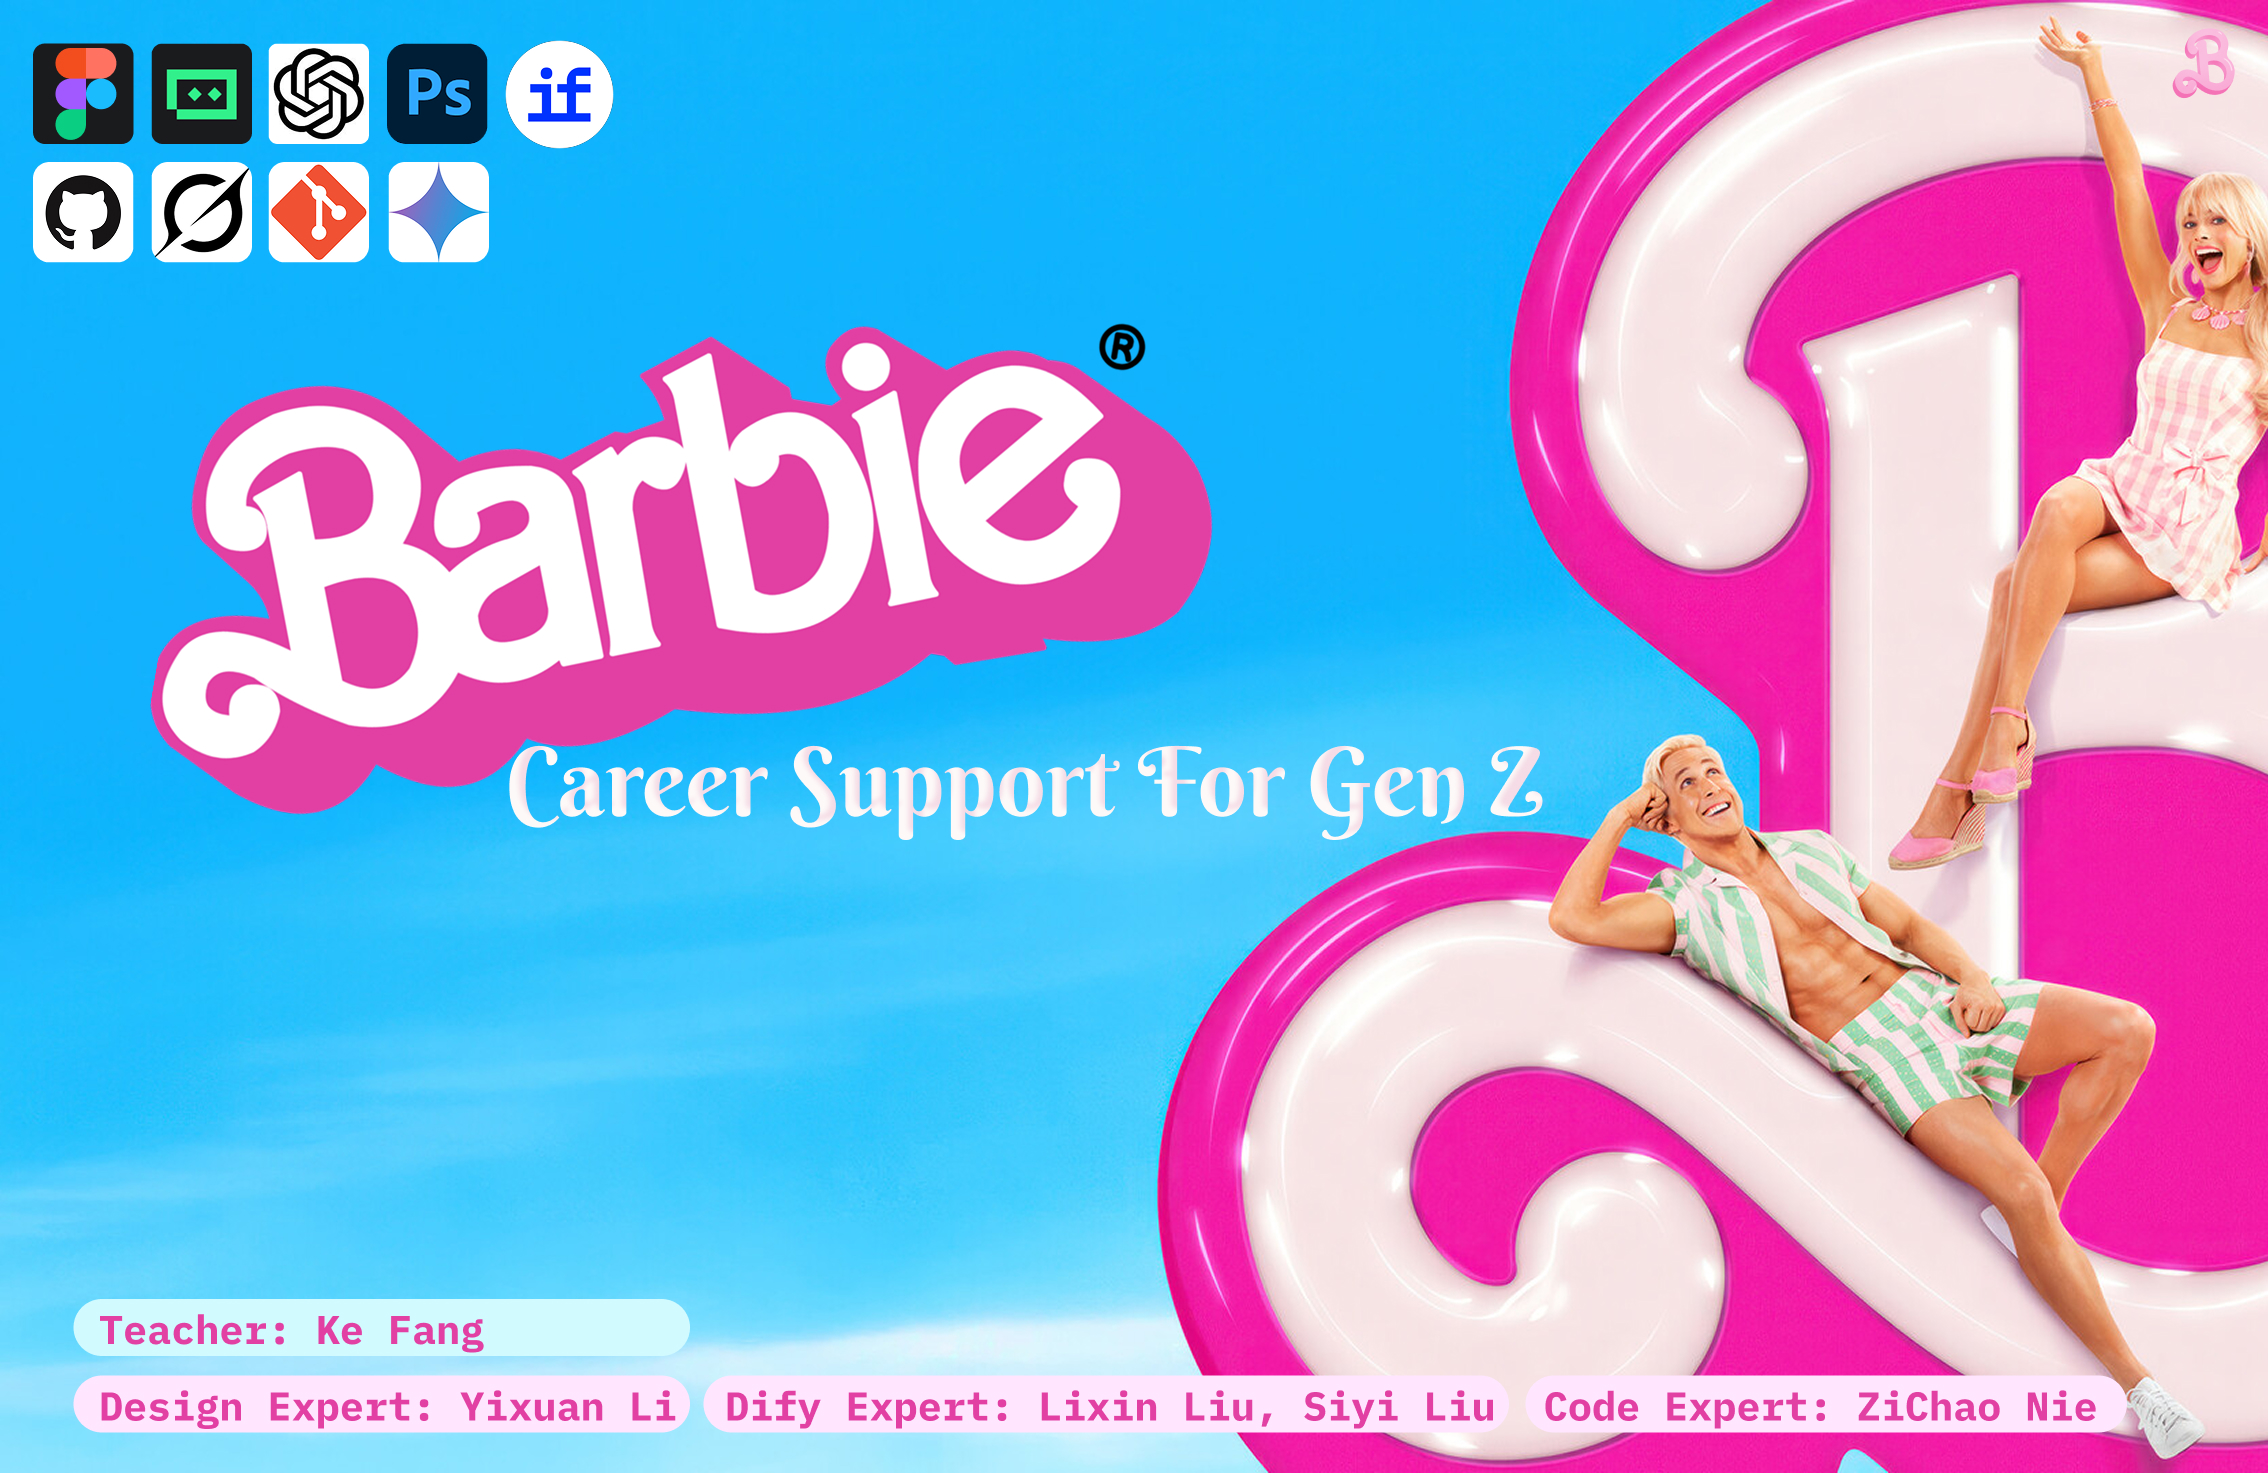 Ps
if
Barbie®
Career Support For Gen Z
B
Teacher: Ke Fang
Design Expert: Yixuan Li
Dify Expert: Lixin Liu, Siyi Liu
Code Expert: ZiChao Nie